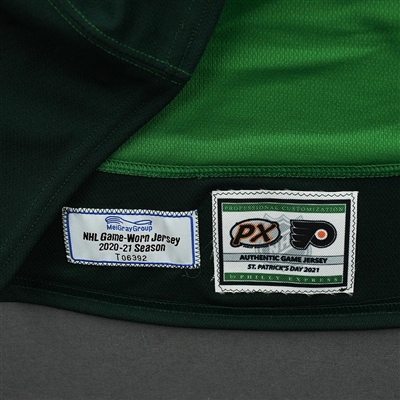 MeiGrayGroup
NHL Game-Worn Jersey
2020-21 Season
T06392
PROFESSIONAL CUSTOMIZATION
PX
AUTHENTIC GAME JERSEY
ST. PATRICK'S DAY 2021
by PHILLY EXPRESS